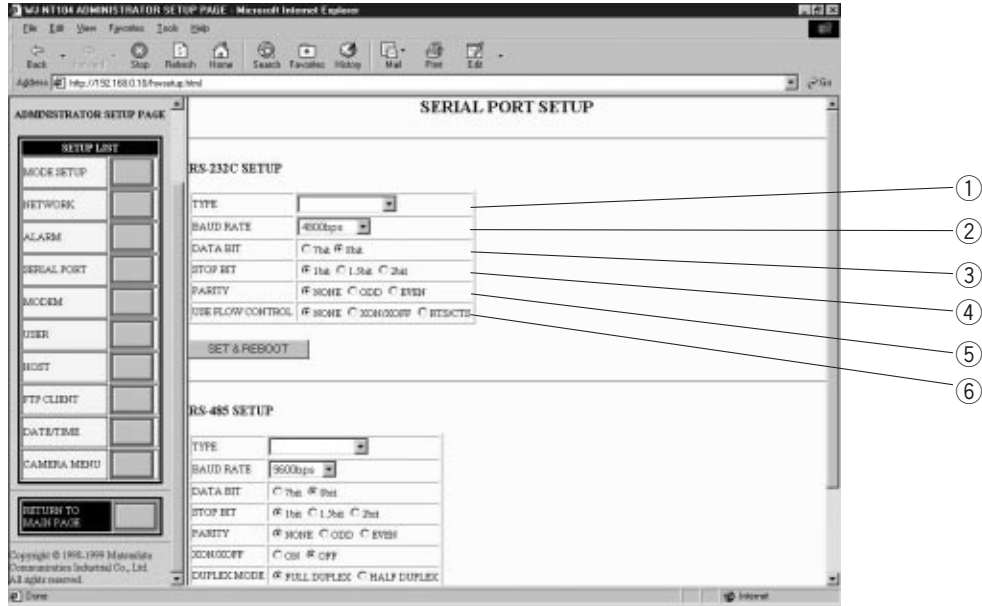 WJ-NT104 ADMINISTRATOR SETUP PAGE - Microsoft Internet Explorer
File Edit View Favorites Tools Help
Back Forward Stop Refresh Home Search Favorites History Mail Print Edit
Address Go
ADMINISTRATOR SETUP PAGE
SETUP LIST
MODE SETUP
NETWORK
ALARM
SERIAL PORT
MODEM
USER
HOST
FTP CLIENT
DATE/TIME
CAMERA MENU
RETURN TO
MAIN PAGE
Copyright © 1998-1999 Matsushita
Communication Industrial Co., Ltd.
All rights reserved.
SERIAL PORT SETUP
RS-232C SETUP
TYPE
BAUD RATE 4800bps
DATA BIT 7bit 8bit
STOP BIT 1bit 1.5bit 2bit
PARITY NONE ODD EVEN
USE FLOW CONTROL NONE XON/XOFF RTS/CTS
SET & REBOOT
RS-485 SETUP
TYPE
BAUD RATE 9600bps
DATA BIT 7bit 8bit
STOP BIT 1bit 1.5bit 2bit
PARITY NONE ODD EVEN
XON/XOFF ON OFF
DUPLEX MODE FULL DUPLEX HALF DUPLEX
Done Internet
①
②
③
④
⑤
⑥